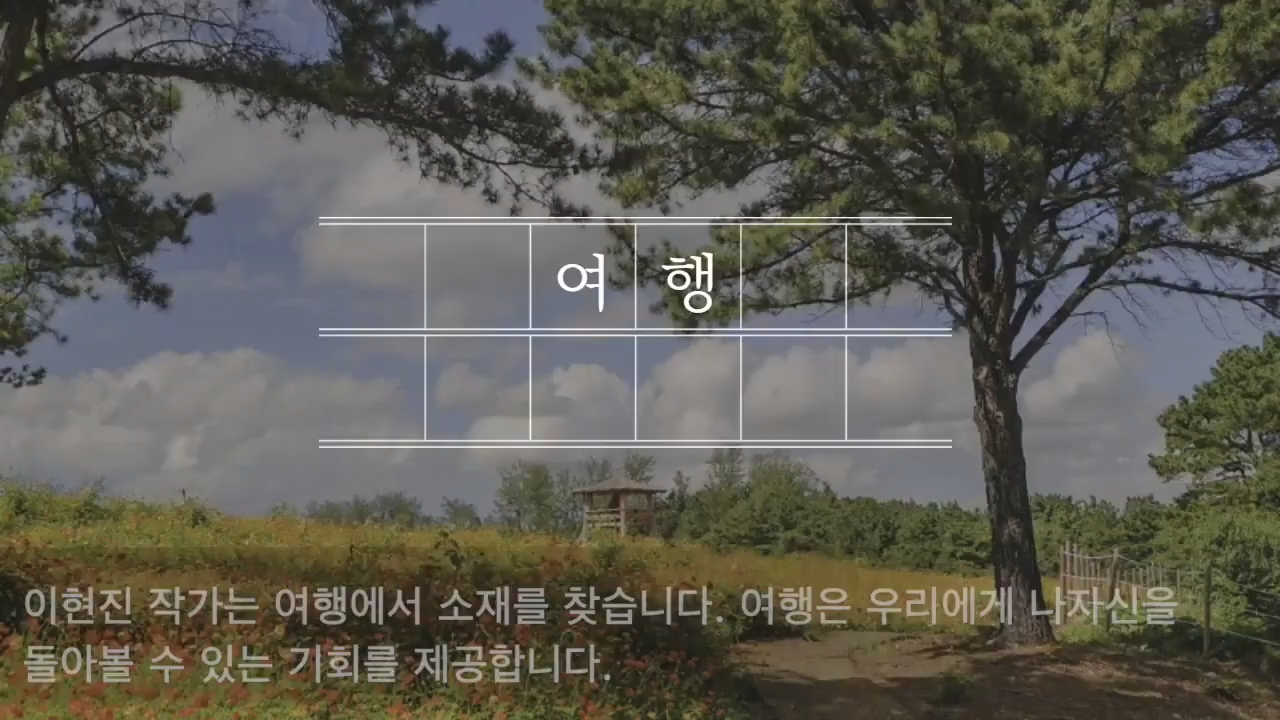 여행
이현진 작가는 여행에서 소재를 찾습니다. 여행은 우리에게 나자신을
돌아볼 수 있는 기회를 제공합니다.